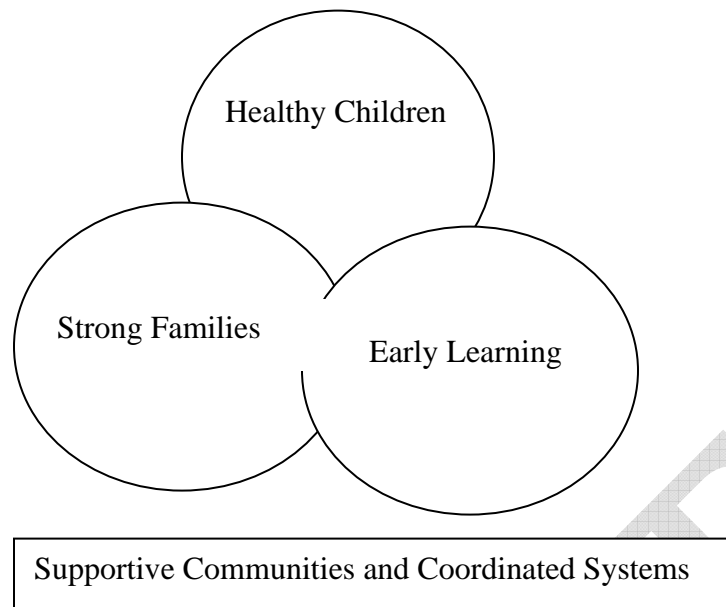 Healthy Children
Strong Families
Early Learning
Supportive Communities and Coordinated Systems